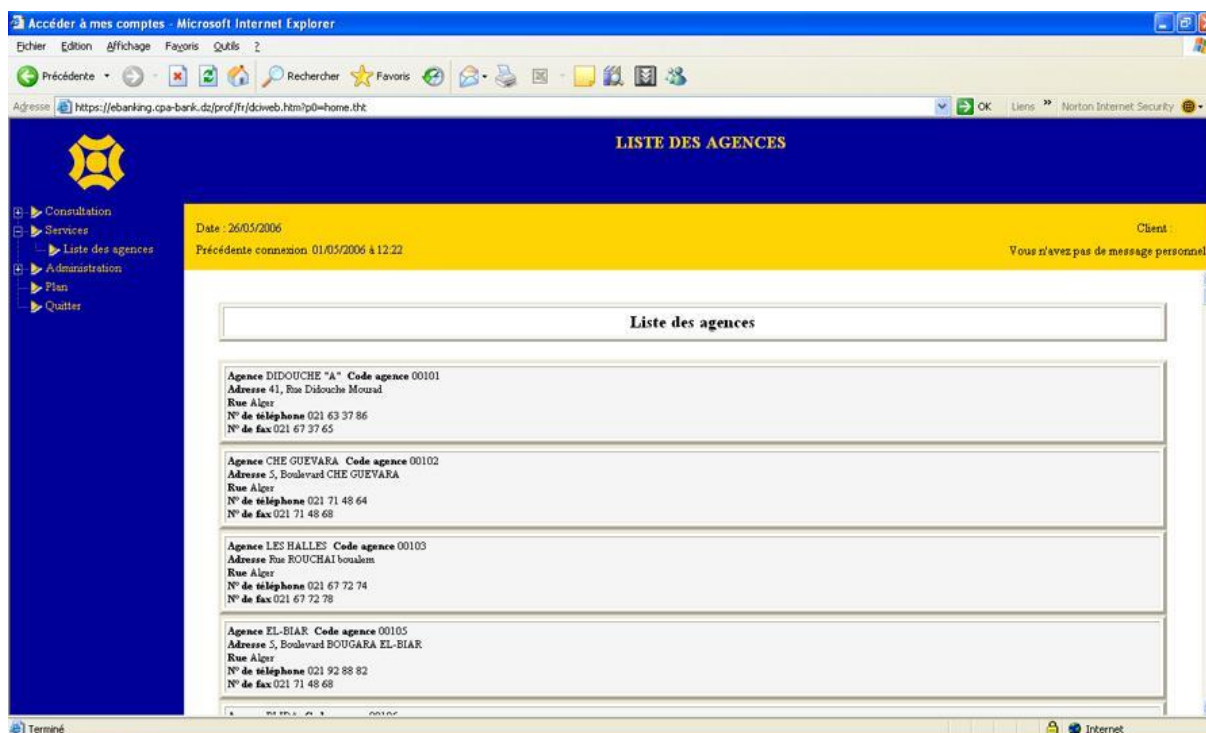 Accéder à mes comptes - Microsoft Internet Explorer
Fichier Edition Affichage Favoris Outils ?
Précédente Rechercher Favoris
Adresse https://ebanking.cpa-bank.dz/prof/fr/dciweb.htm?p0=home.tht OK Liens » Norton Internet Security
LISTE DES AGENCES
Consultation
Services
Liste des agences
Administration
Plan
Quitter
Date : 26/05/2006 Client :
Précédente connexion 01/05/2006 à 12:22 Vous n'avez pas de message personnel
Liste des agences
Agence DIDOUCHE "A" Code agence 00101
Adresse 41, Rue Didouche Mourad
Rue Alger
N° de téléphone 021 63 37 86
N° de fax 021 67 37 65
Agence CHE GUEVARA Code agence 00102
Adresse 5, Boulevard CHE GUEVARA
Rue Alger
N° de téléphone 021 71 48 64
N° de fax 021 71 48 68
Agence LES HALLES Code agence 00103
Adresse Rue ROUCHAI boualem
Rue Alger
N° de téléphone 021 67 72 74
N° de fax 021 67 72 78
Agence EL-BIAR Code agence 00105
Adresse 5, Boulevard BOUGARA EL-BIAR
Rue Alger
N° de téléphone 021 92 88 82
N° de fax 021 71 48 68
Terminé Internet